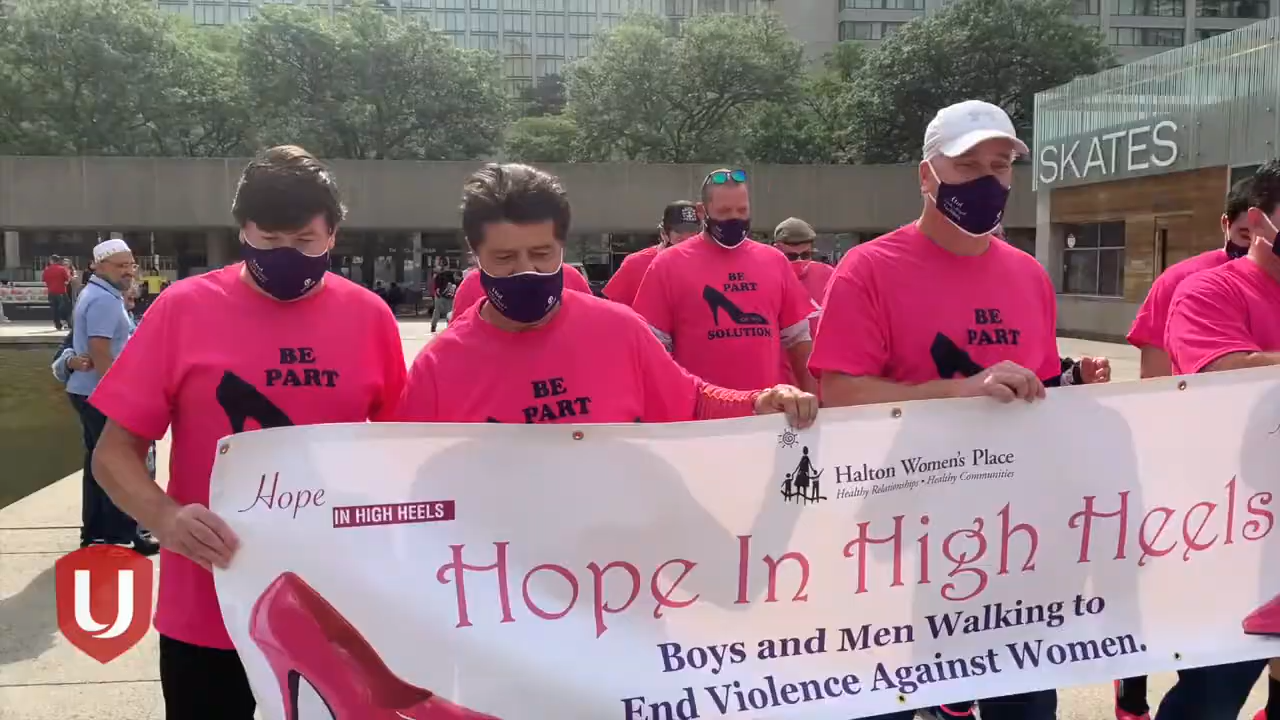 SKATES
BE
PART
SOLUTION
BE
PART
BE
PART
BE
PART
Halton Women's Place
Healthy Relationships • Healthy Communities
Hope
IN HIGH HEELS
Hope In High Heels
Boys and Men Walking to
End Violence Against Women.
U